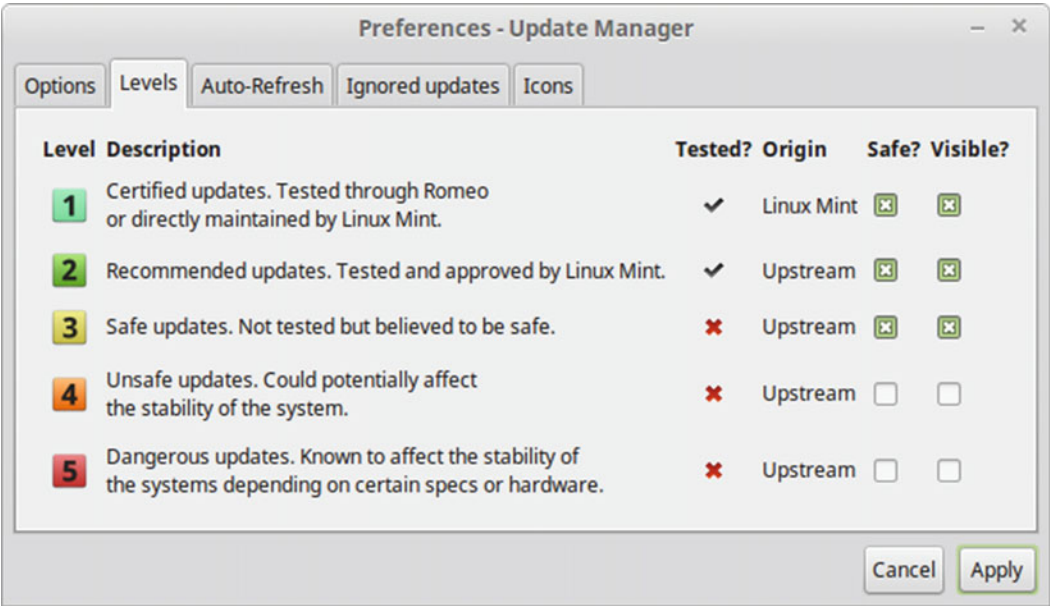 Preferences - Update Manager
Options Levels Auto-Refresh Ignored updates Icons
Level Description Tested? Origin Safe? Visible?
1 Certified updates. Tested through Romeo
or directly maintained by Linux Mint. Linux Mint
2 Recommended updates. Tested and approved by Linux Mint. Upstream
3 Safe updates. Not tested but believed to be safe. Upstream
4 Unsafe updates. Could potentially affect
the stability of the system. Upstream
5 Dangerous updates. Known to affect the stability of
the systems depending on certain specs or hardware. Upstream
Cancel Apply